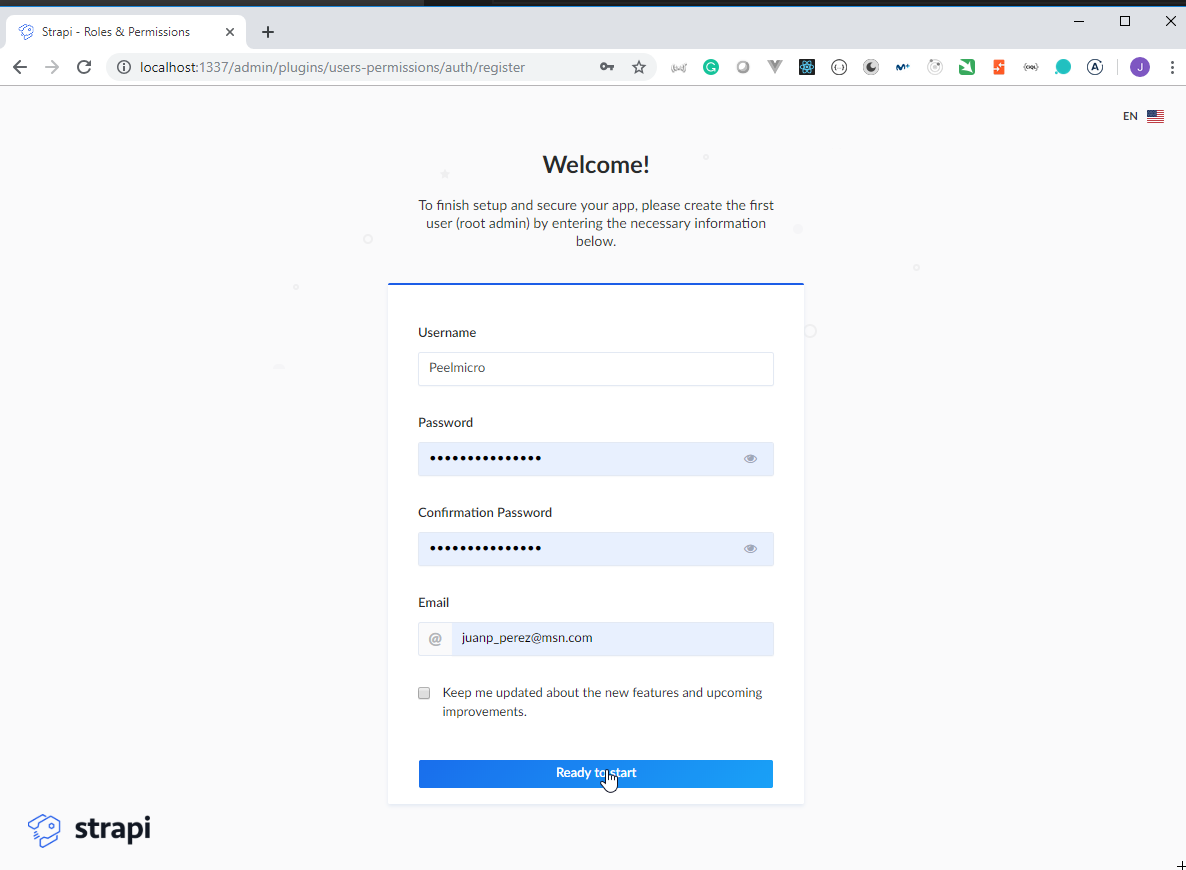 Strapi - Roles & Permissions
localhost:1337/admin/plugins/users-permissions/auth/register
J
EN
Welcome!
To finish setup and secure your app, please create the first
user (root admin) by entering the necessary information
below.
Username
Peelmicro
Password
Confirmation Password
Email
@ juanp_perez@msn.com
Keep me updated about the new features and upcoming
improvements.
Ready to start
strapi